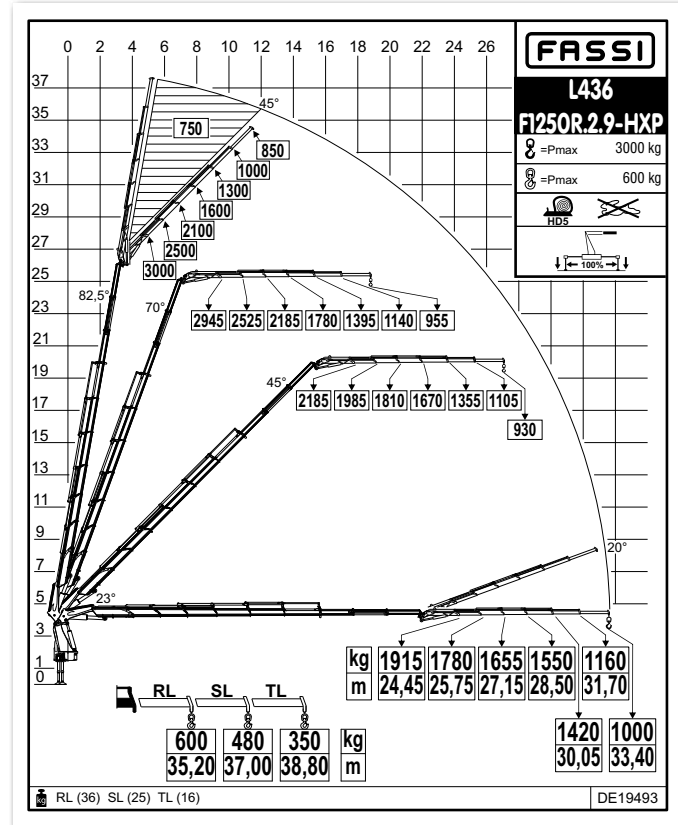 0 2 4 6 8 10 12 14 16 18 20 22 24 26
FASSI
L436
F1250R.2.9-HXP
=Pmax 3000 kg
=Pmax 600 kg
HD5
100%
37
35
33
31
29
27
25
23
21
19
17
15
13
11
9
7
5
3
1
0
45°
750
850
1000
1300
1600
2100
2500
3000
82,5°
70°
2945 2525 2185 1780 1395 1140 955
45°
2185 1985 1810 1670 1355 1105
930
20°
23°
kg 1915 1780 1655 1550 1160
m 24,45 25,75 27,15 28,50 31,70
1420 1000
30,05 33,40
RL SL TL
600 480 350 kg
35,20 37,00 38,80 m
kg RL (36) SL (25) TL (16)
DE19493